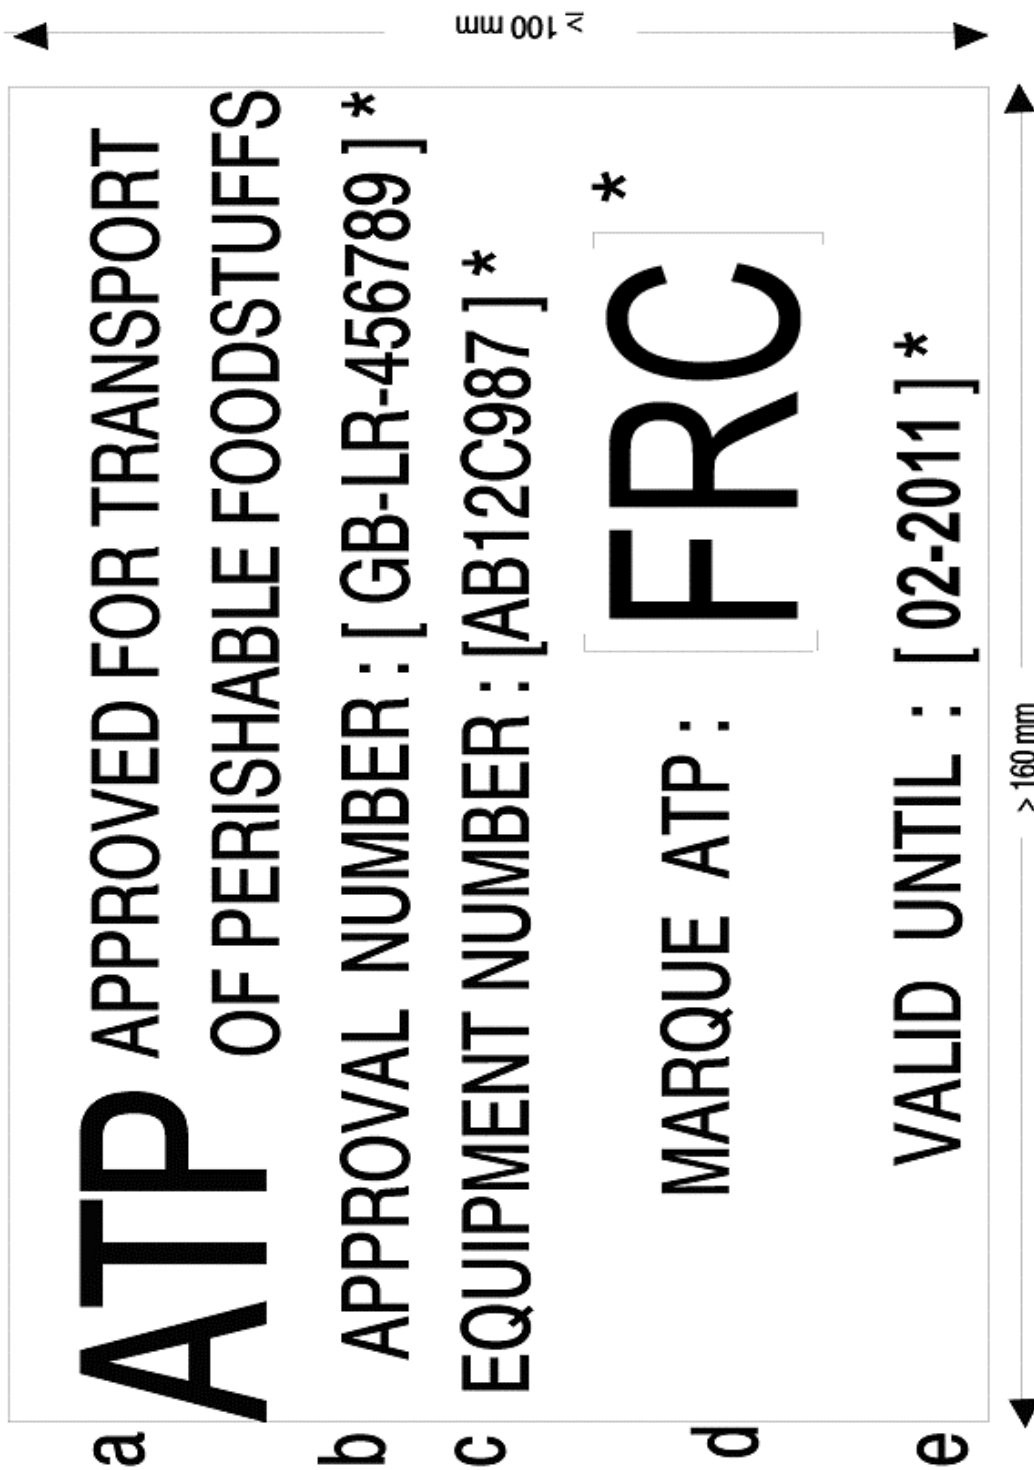 ≥ 100 mm
a ATP APPROVED FOR TRANSPORT
OF PERISHABLE FOODSTUFFS
b APPROVAL NUMBER : [ GB-LR-456789 ] *
c EQUIPMENT NUMBER : [AB12C987 ] *
d MARQUE ATP : [ FRC ] *
e VALID UNTIL : [ 02-2011 ] *
> 160 mm